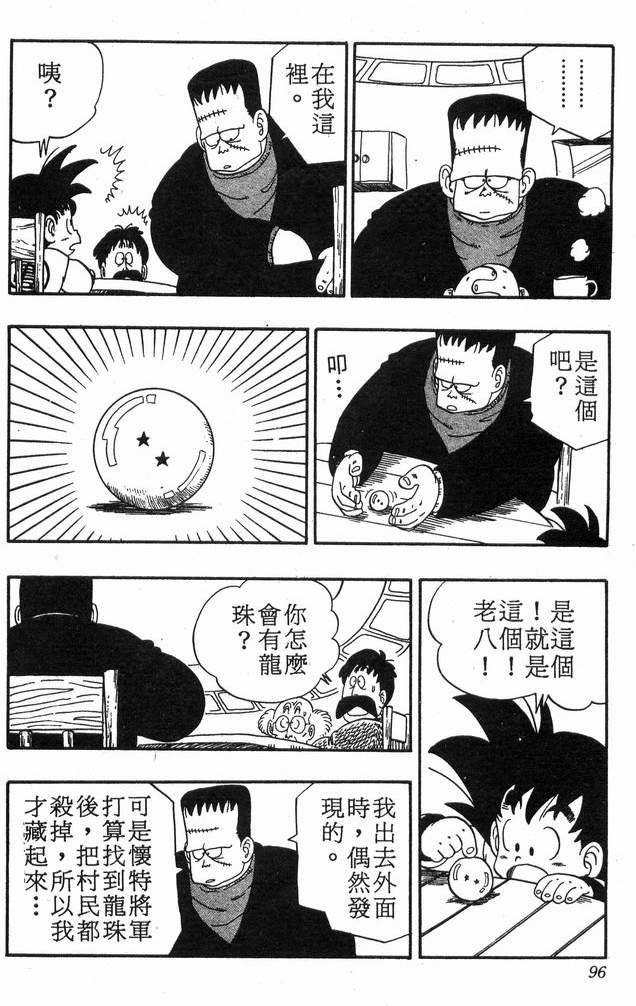 ⋯⋯⋯
在我這
裡。
咦？
是這個
吧？
叩⋯
是這個
！就是
這個！
老八！
你怎麼
會有龍
珠？
我出去外面
時，偶然發
現的。
可是懷特將軍
打算找到龍珠
後，把村民都
殺掉，所以我
才藏起來⋯
96